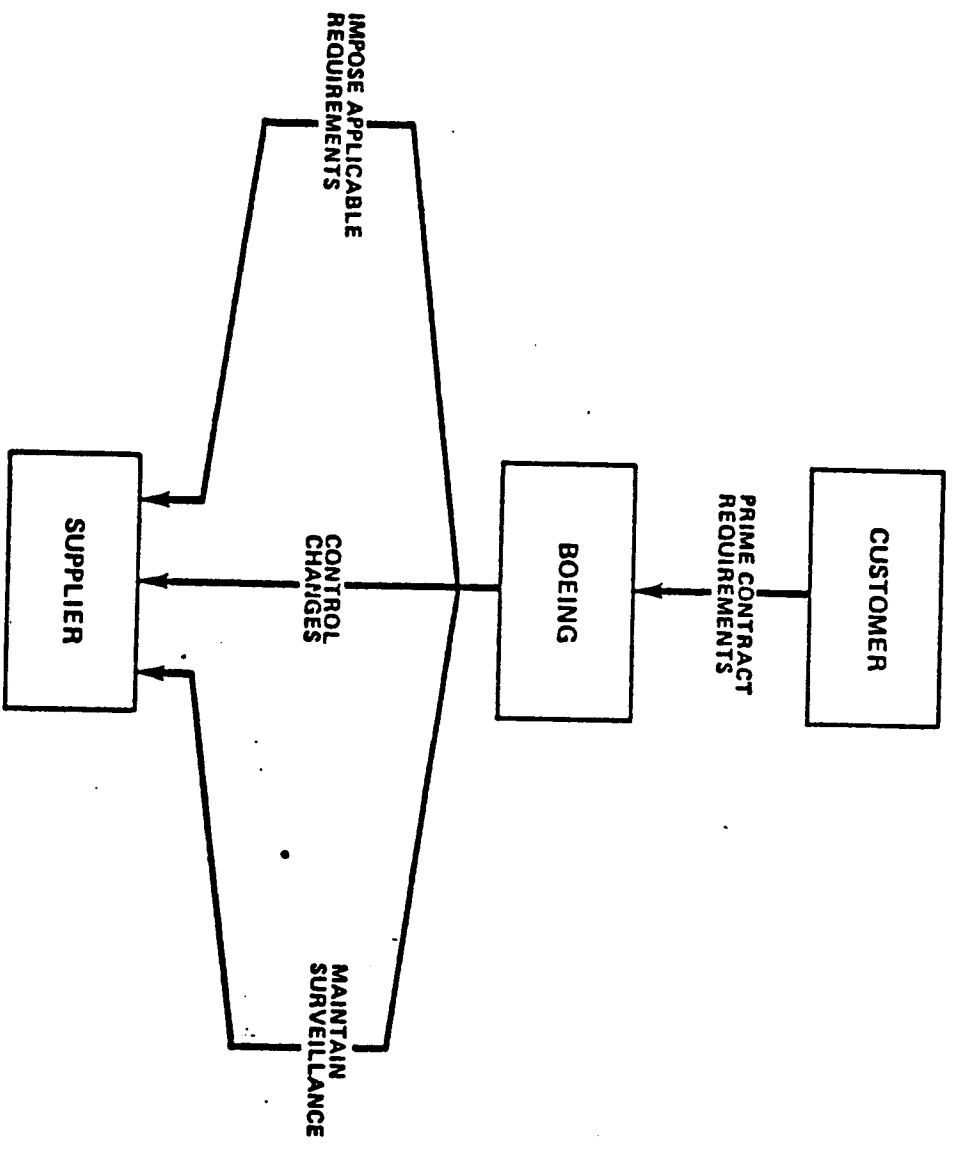 CUSTOMER
PRIME CONTRACT
REQUIREMENTS
BOEING
IMPOSE APPLICABLE
REQUIREMENTS
CONTROL
CHANGES
MAINTAIN
SURVEILLANCE
SUPPLIER